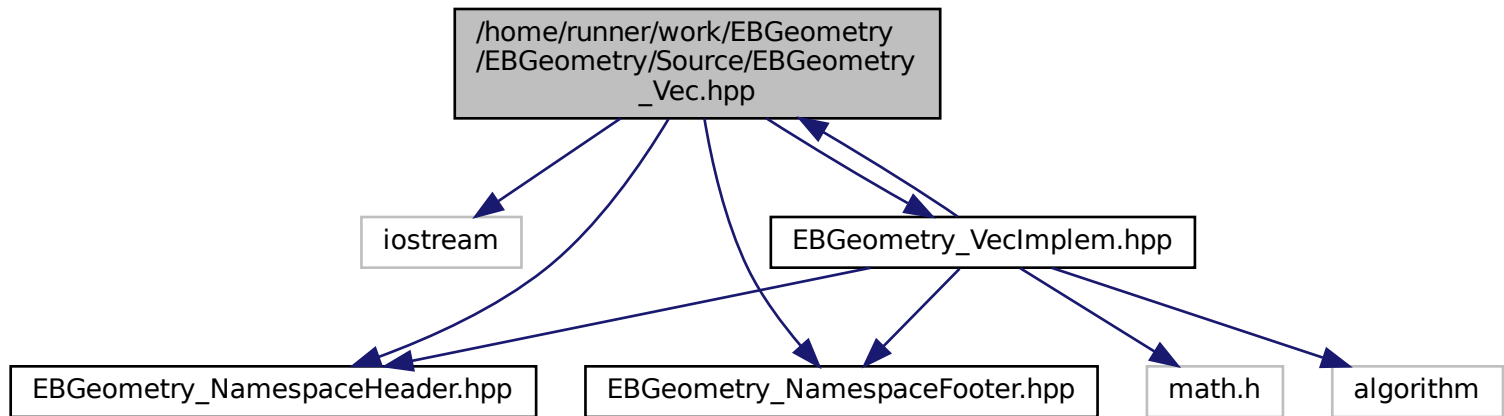 /home/runner/work/EBGeometry
/EBGeometry/Source/EBGeometry
_Vec.hpp
iostream
EBGeometry_VecImplem.hpp
EBGeometry_NamespaceHeader.hpp
EBGeometry_NamespaceFooter.hpp
math.h
algorithm